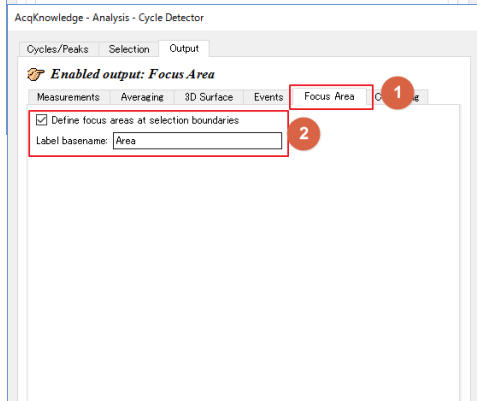 AcqKnowledge - Analysis - Cycle Detector
Cycles/Peaks Selection Output
Enabled output: Focus Area
Measurements Averaging 3D Surface Events Focus Area
1
Define focus areas at selection boundaries
Label basename: Area
2